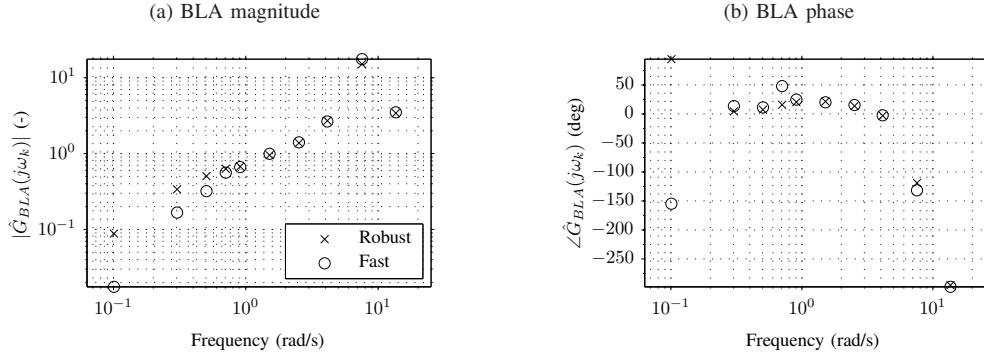 (a) BLA magnitude
|Ĝ_BLA(jω_k)| (-)
10¹
10⁰
10⁻¹
Robust
Fast
10⁻¹
10⁰
10¹
Frequency (rad/s)
(b) BLA phase
∠Ĝ_BLA(jω_k) (deg)
50
0
−50
−100
−150
−200
−250
10⁻¹
10⁰
10¹
Frequency (rad/s)